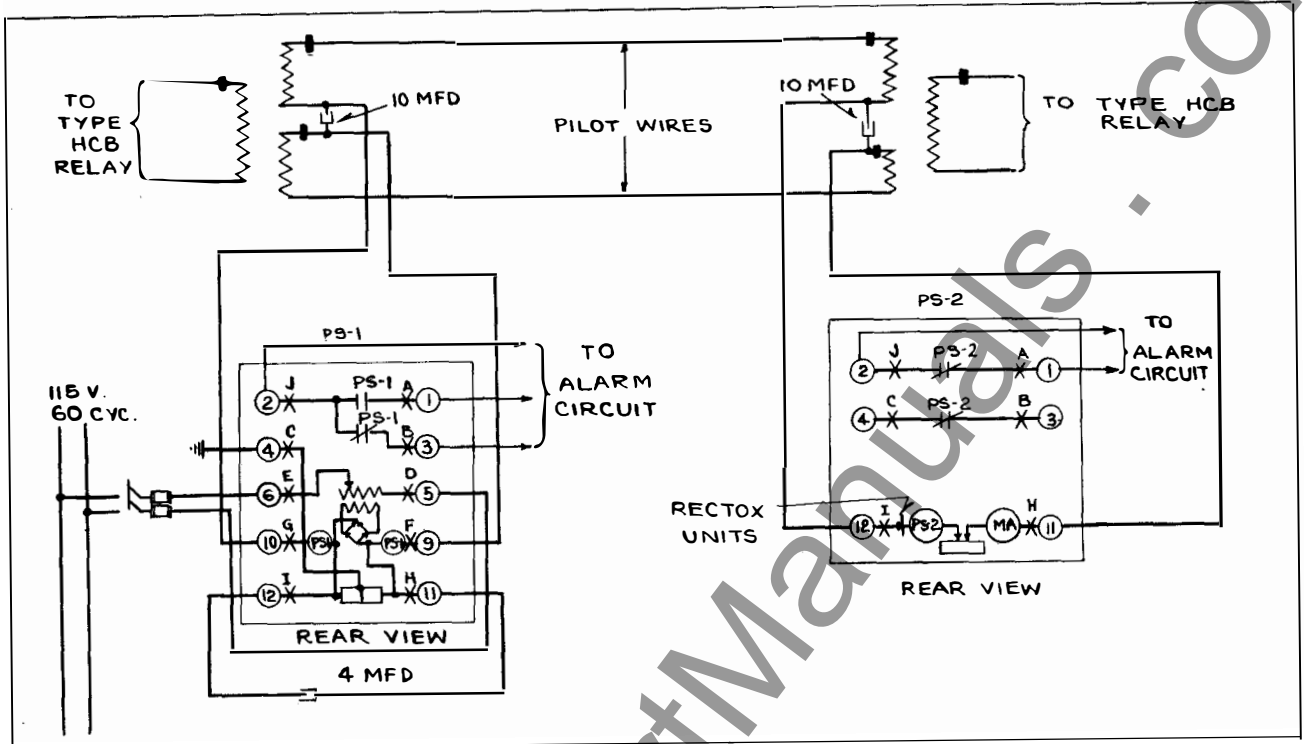 TO
TYPE
HCB
RELAY
10 MFD
PILOT WIRES
10 MFD
TO TYPE HCB
RELAY
115 V.
60 CYC.
PS-1
TO
ALARM
CIRCUIT
2 J PS-1 A 1
PS-1
4 C B 3
6 E D 5
10 G PS1 PS1 F 9
12 I H 11
REAR VIEW
4 MFD
PS-2
TO
ALARM
CIRCUIT
2 J PS-2 A 1
4 C PS-2 B 3
RECTOX
UNITS
12 I PS2 MA H 11
REAR VIEW